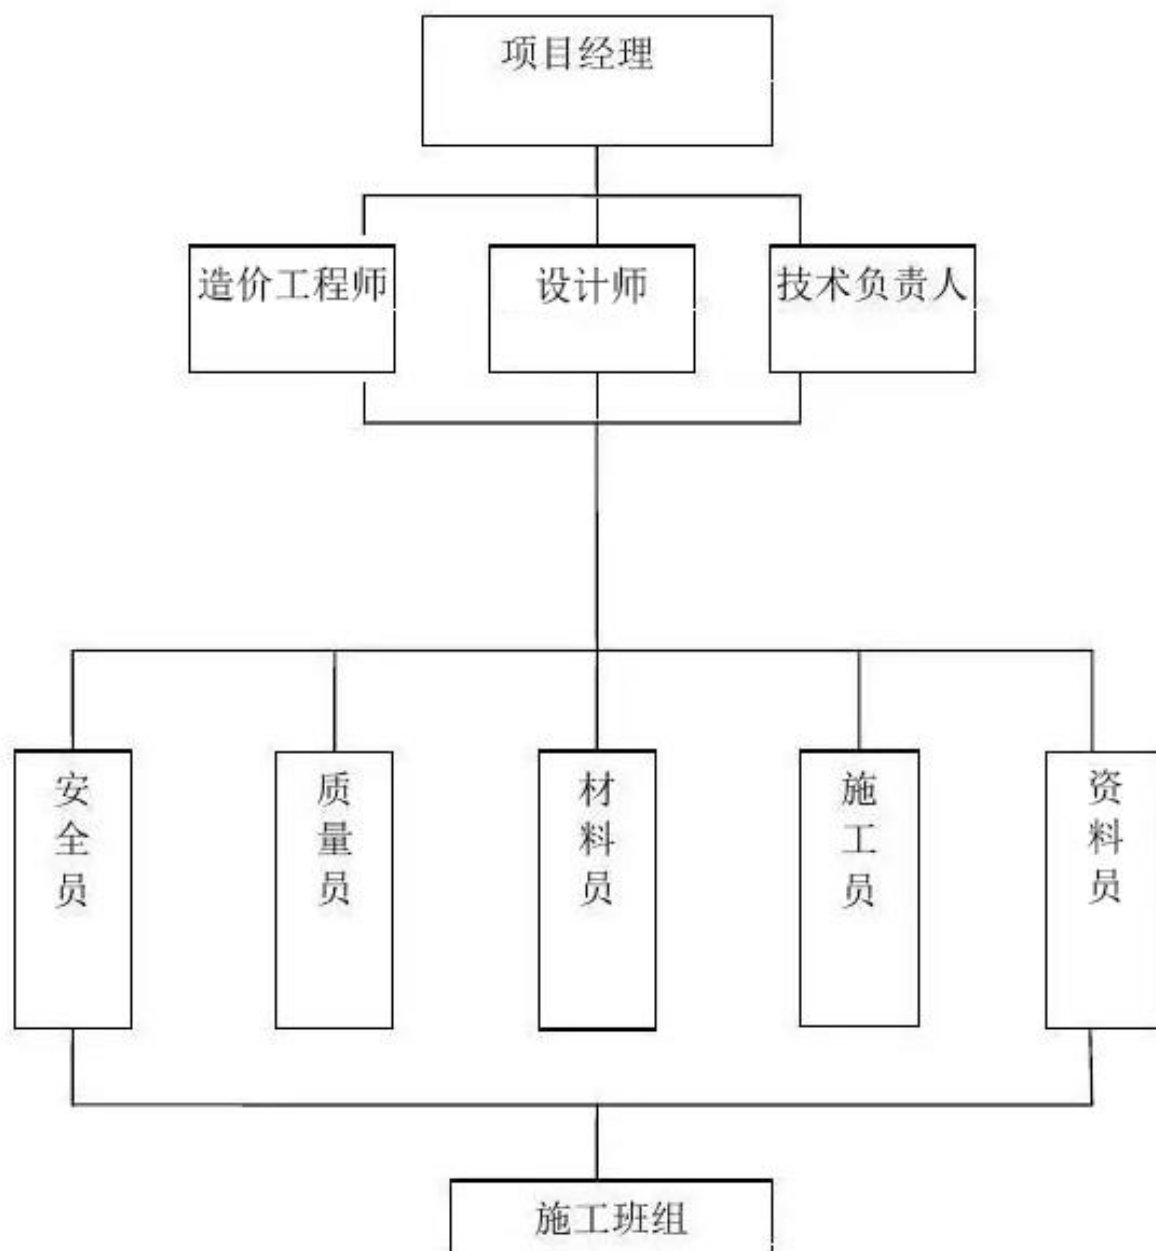 项目经理
造价工程师
设计师
技术负责人
安全员
质量员
材料员
施工员
资料员
施工班组